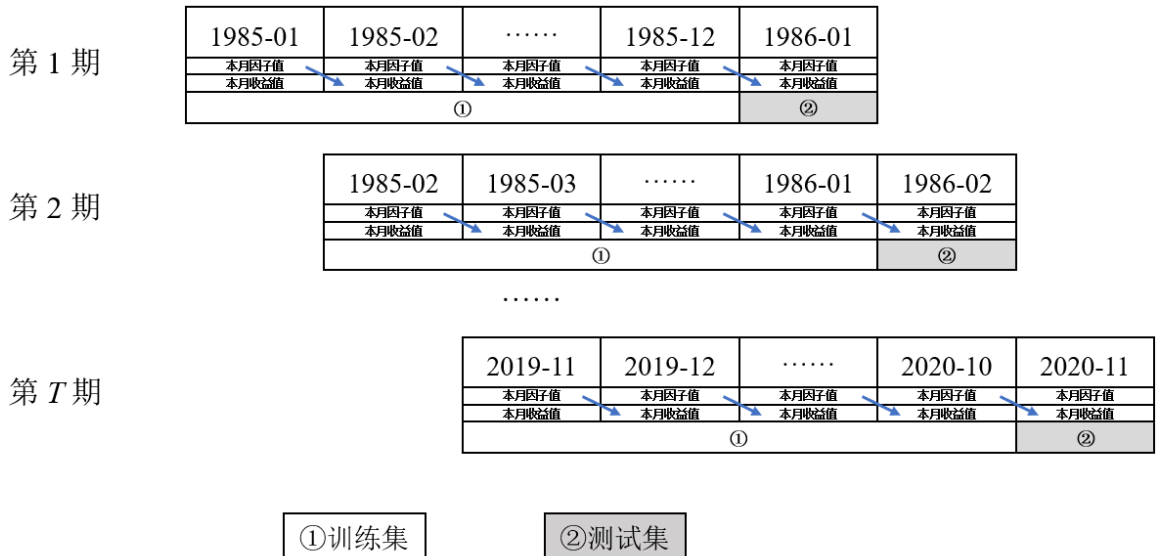 第 1 期
1985-01 1985-02 …… 1985-12 1986-01
本月因子值 本月因子值 本月因子值 本月因子值 本月因子值
本月收益值 本月收益值 本月收益值 本月收益值 本月收益值
① ②
第 2 期
1985-02 1985-03 …… 1986-01 1986-02
本月因子值 本月因子值 本月因子值 本月因子值 本月因子值
本月收益值 本月收益值 本月收益值 本月收益值 本月收益值
① ②
……
第 T 期
2019-11 2019-12 …… 2020-10 2020-11
本月因子值 本月因子值 本月因子值 本月因子值 本月因子值
本月收益值 本月收益值 本月收益值 本月收益值 本月收益值
① ②
①训练集 ②测试集